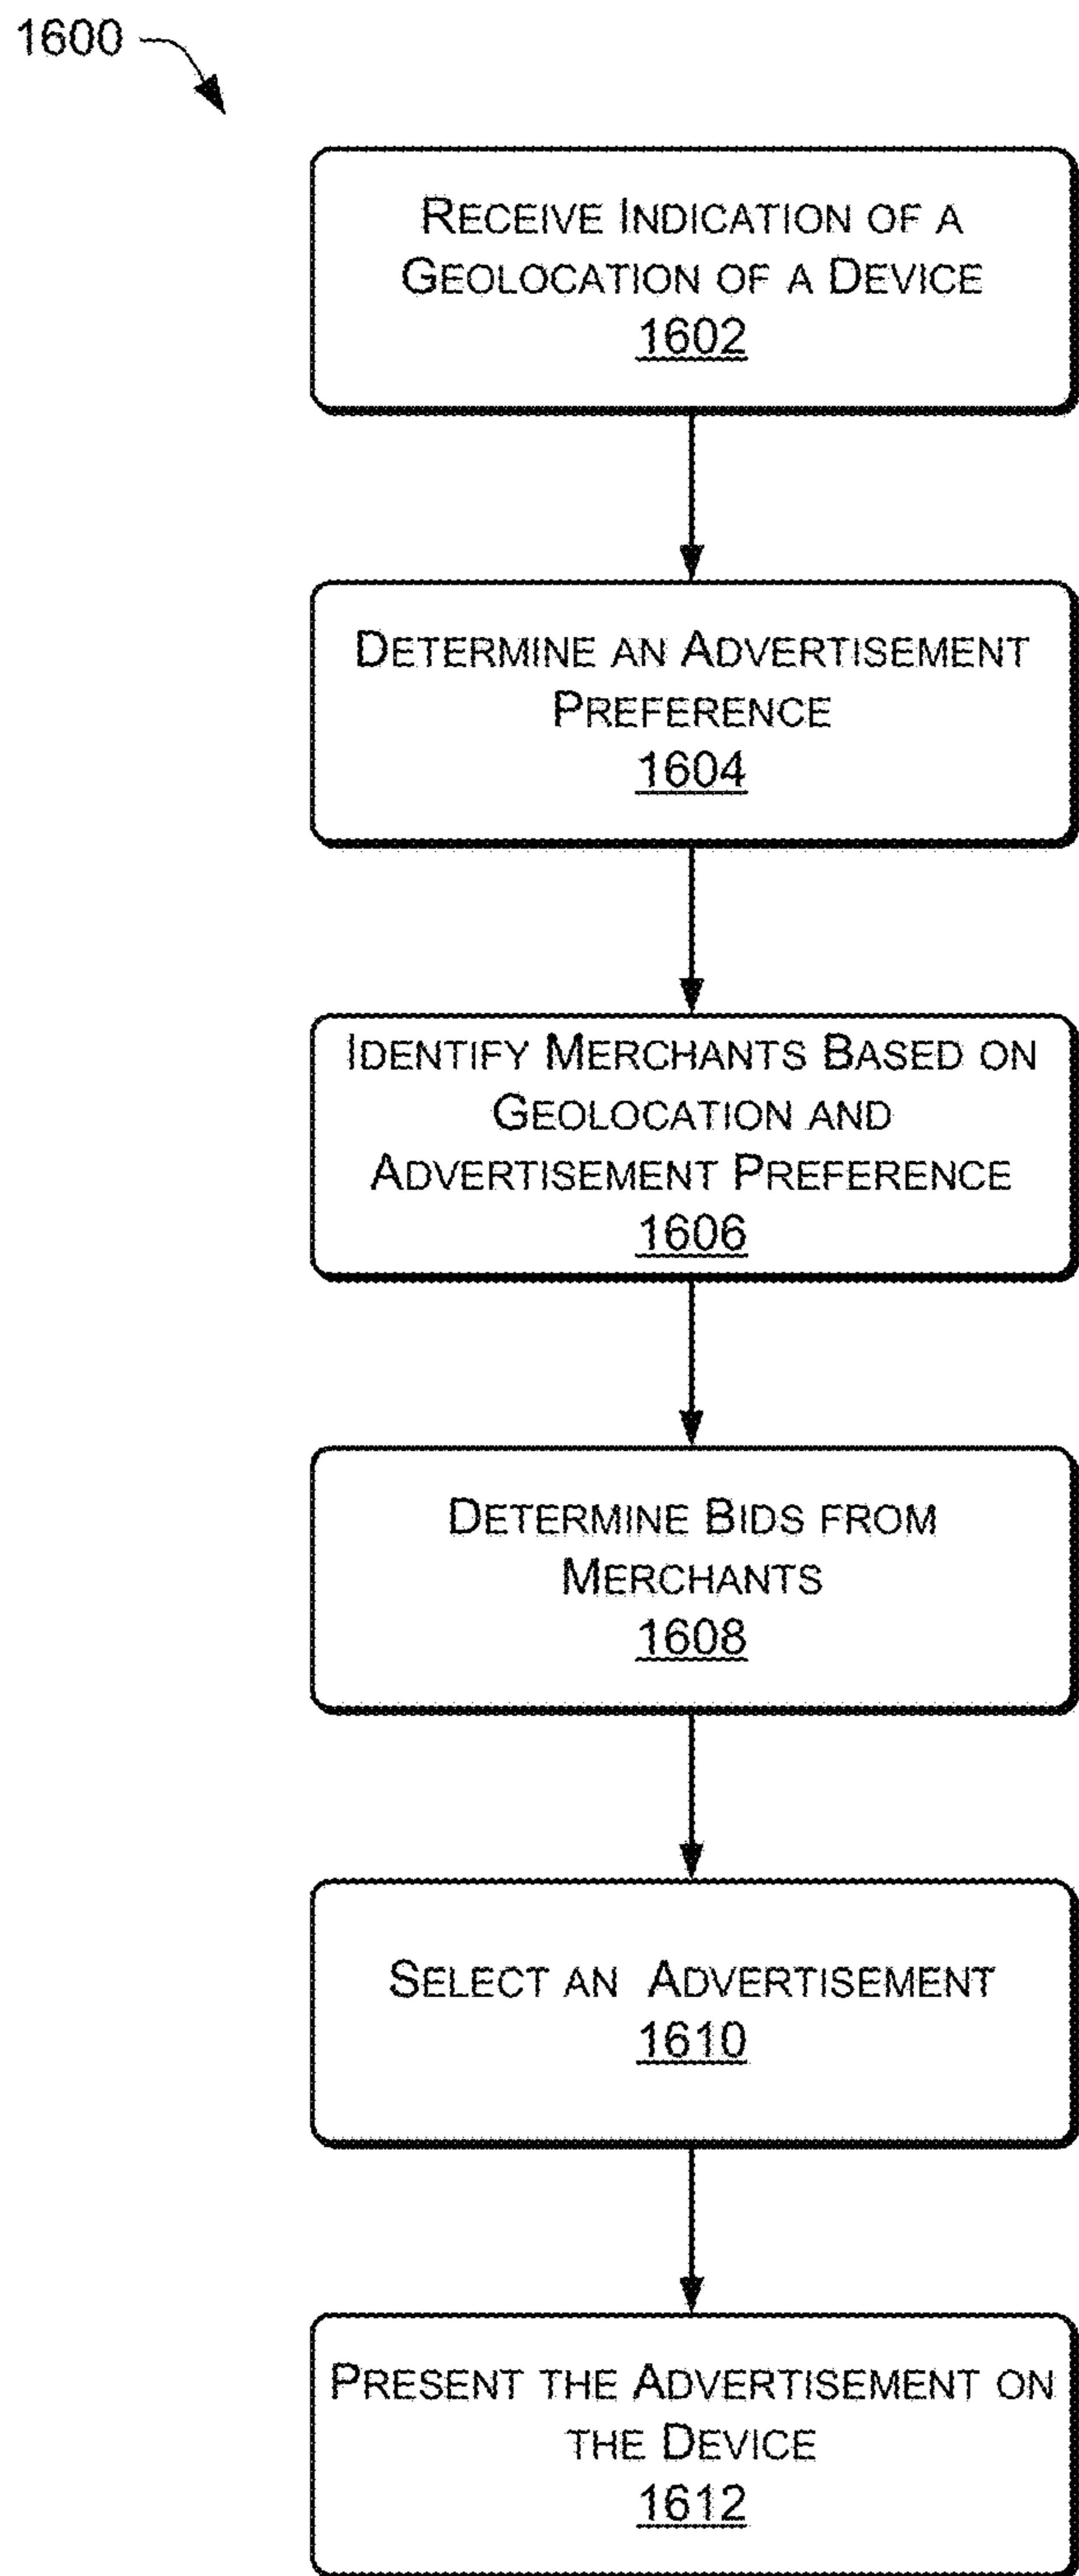 1600
RECEIVE INDICATION OF A
GEOLOCATION OF A DEVICE
1602
DETERMINE AN ADVERTISEMENT
PREFERENCE
1604
IDENTIFY MERCHANTS BASED ON
GEOLOCATION AND
ADVERTISEMENT PREFERENCE
1606
DETERMINE BIDS FROM
MERCHANTS
1608
SELECT AN ADVERTISEMENT
1610
PRESENT THE ADVERTISEMENT ON
THE DEVICE
1612